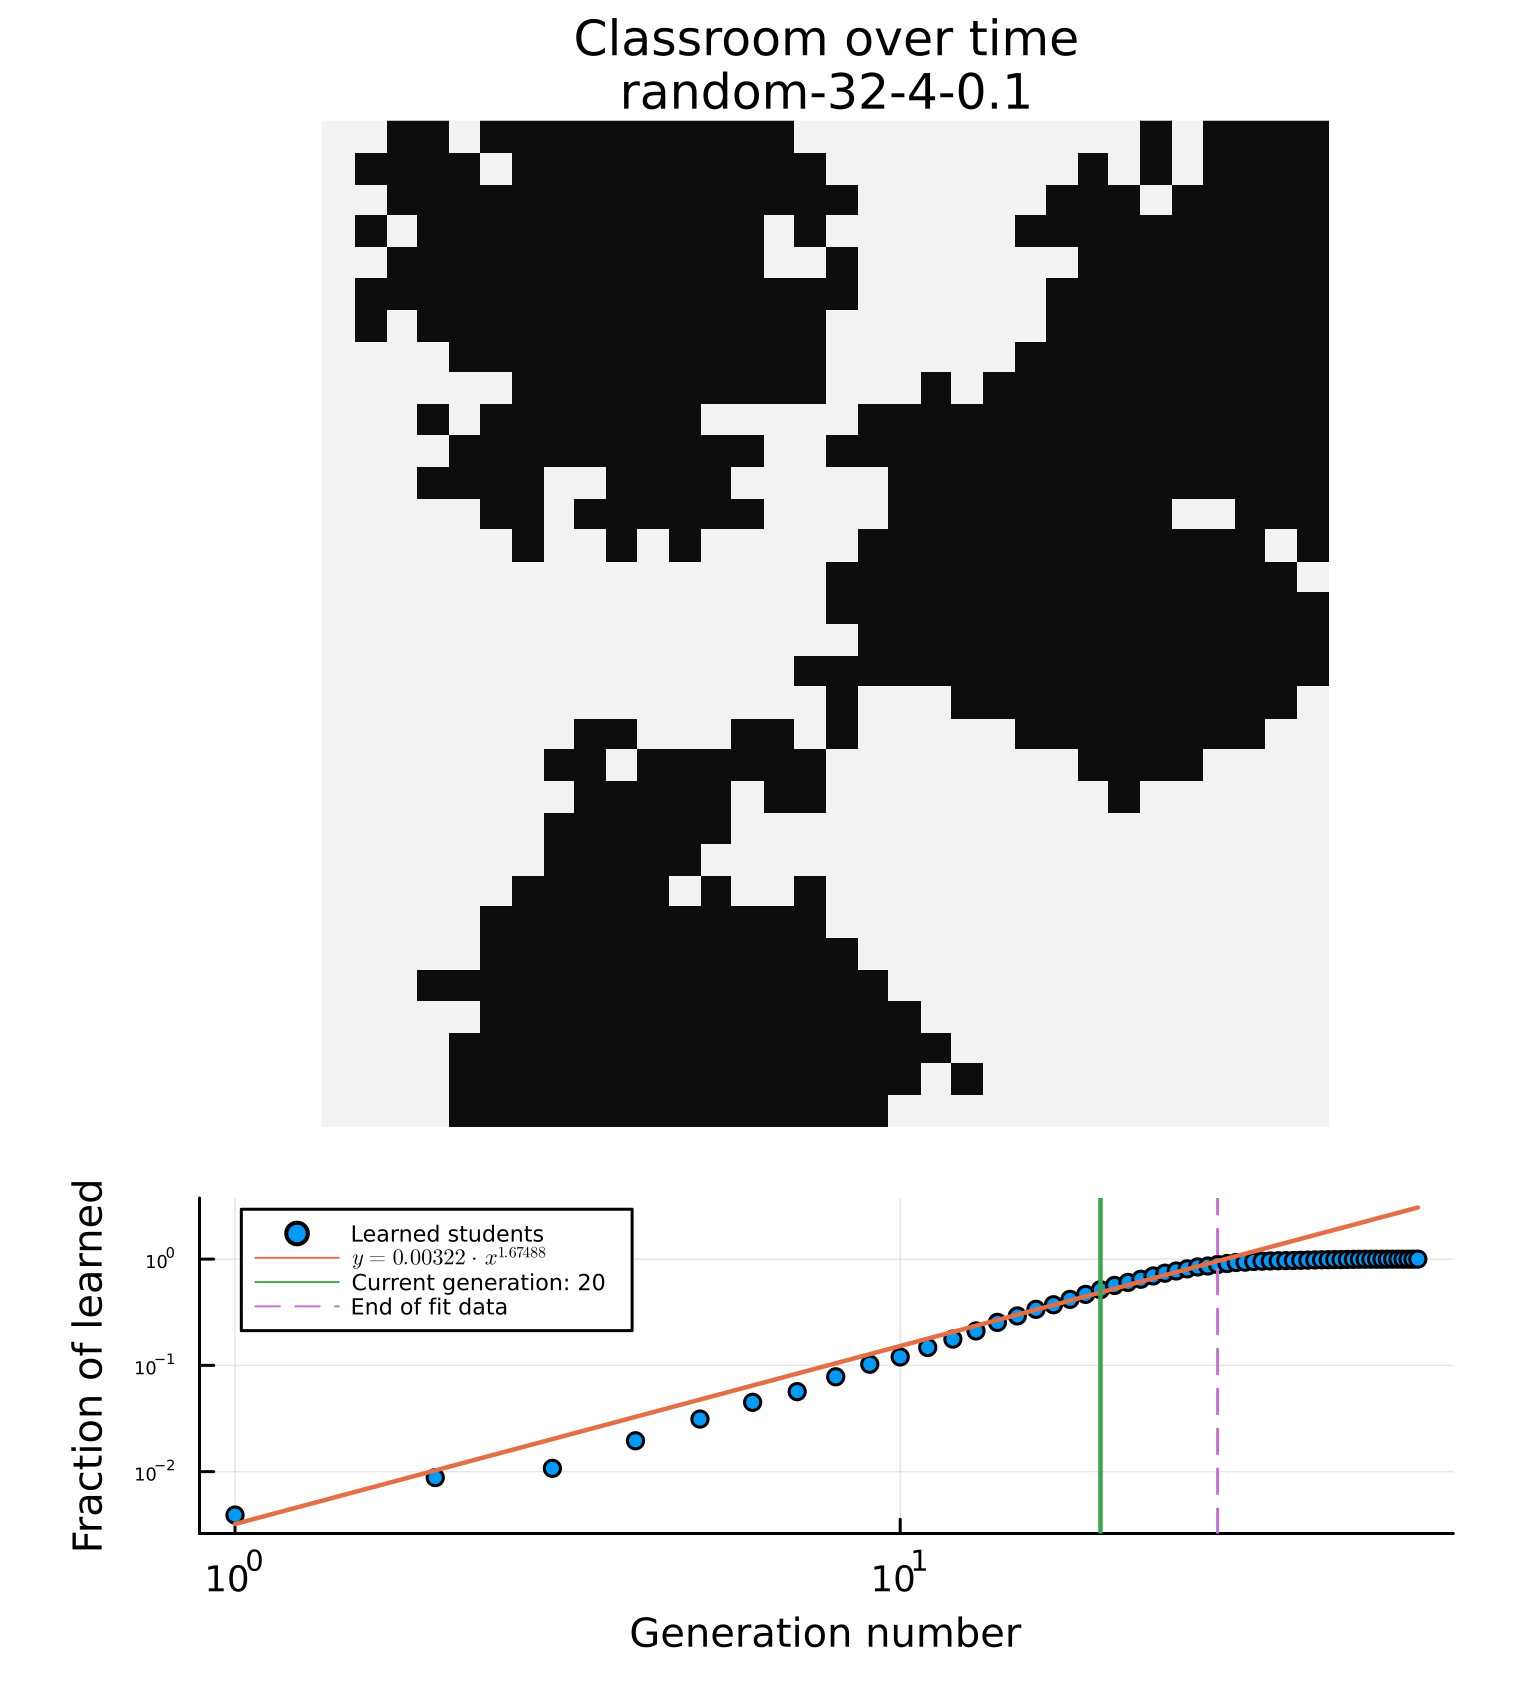 Classroom over time
random-32-4-0.1
Fraction of learned
10^0
10^-1
10^-2
Learned students
y = 0.00322 · x^1.67488
Current generation: 20
End of fit data
10^0
10^1
Generation number